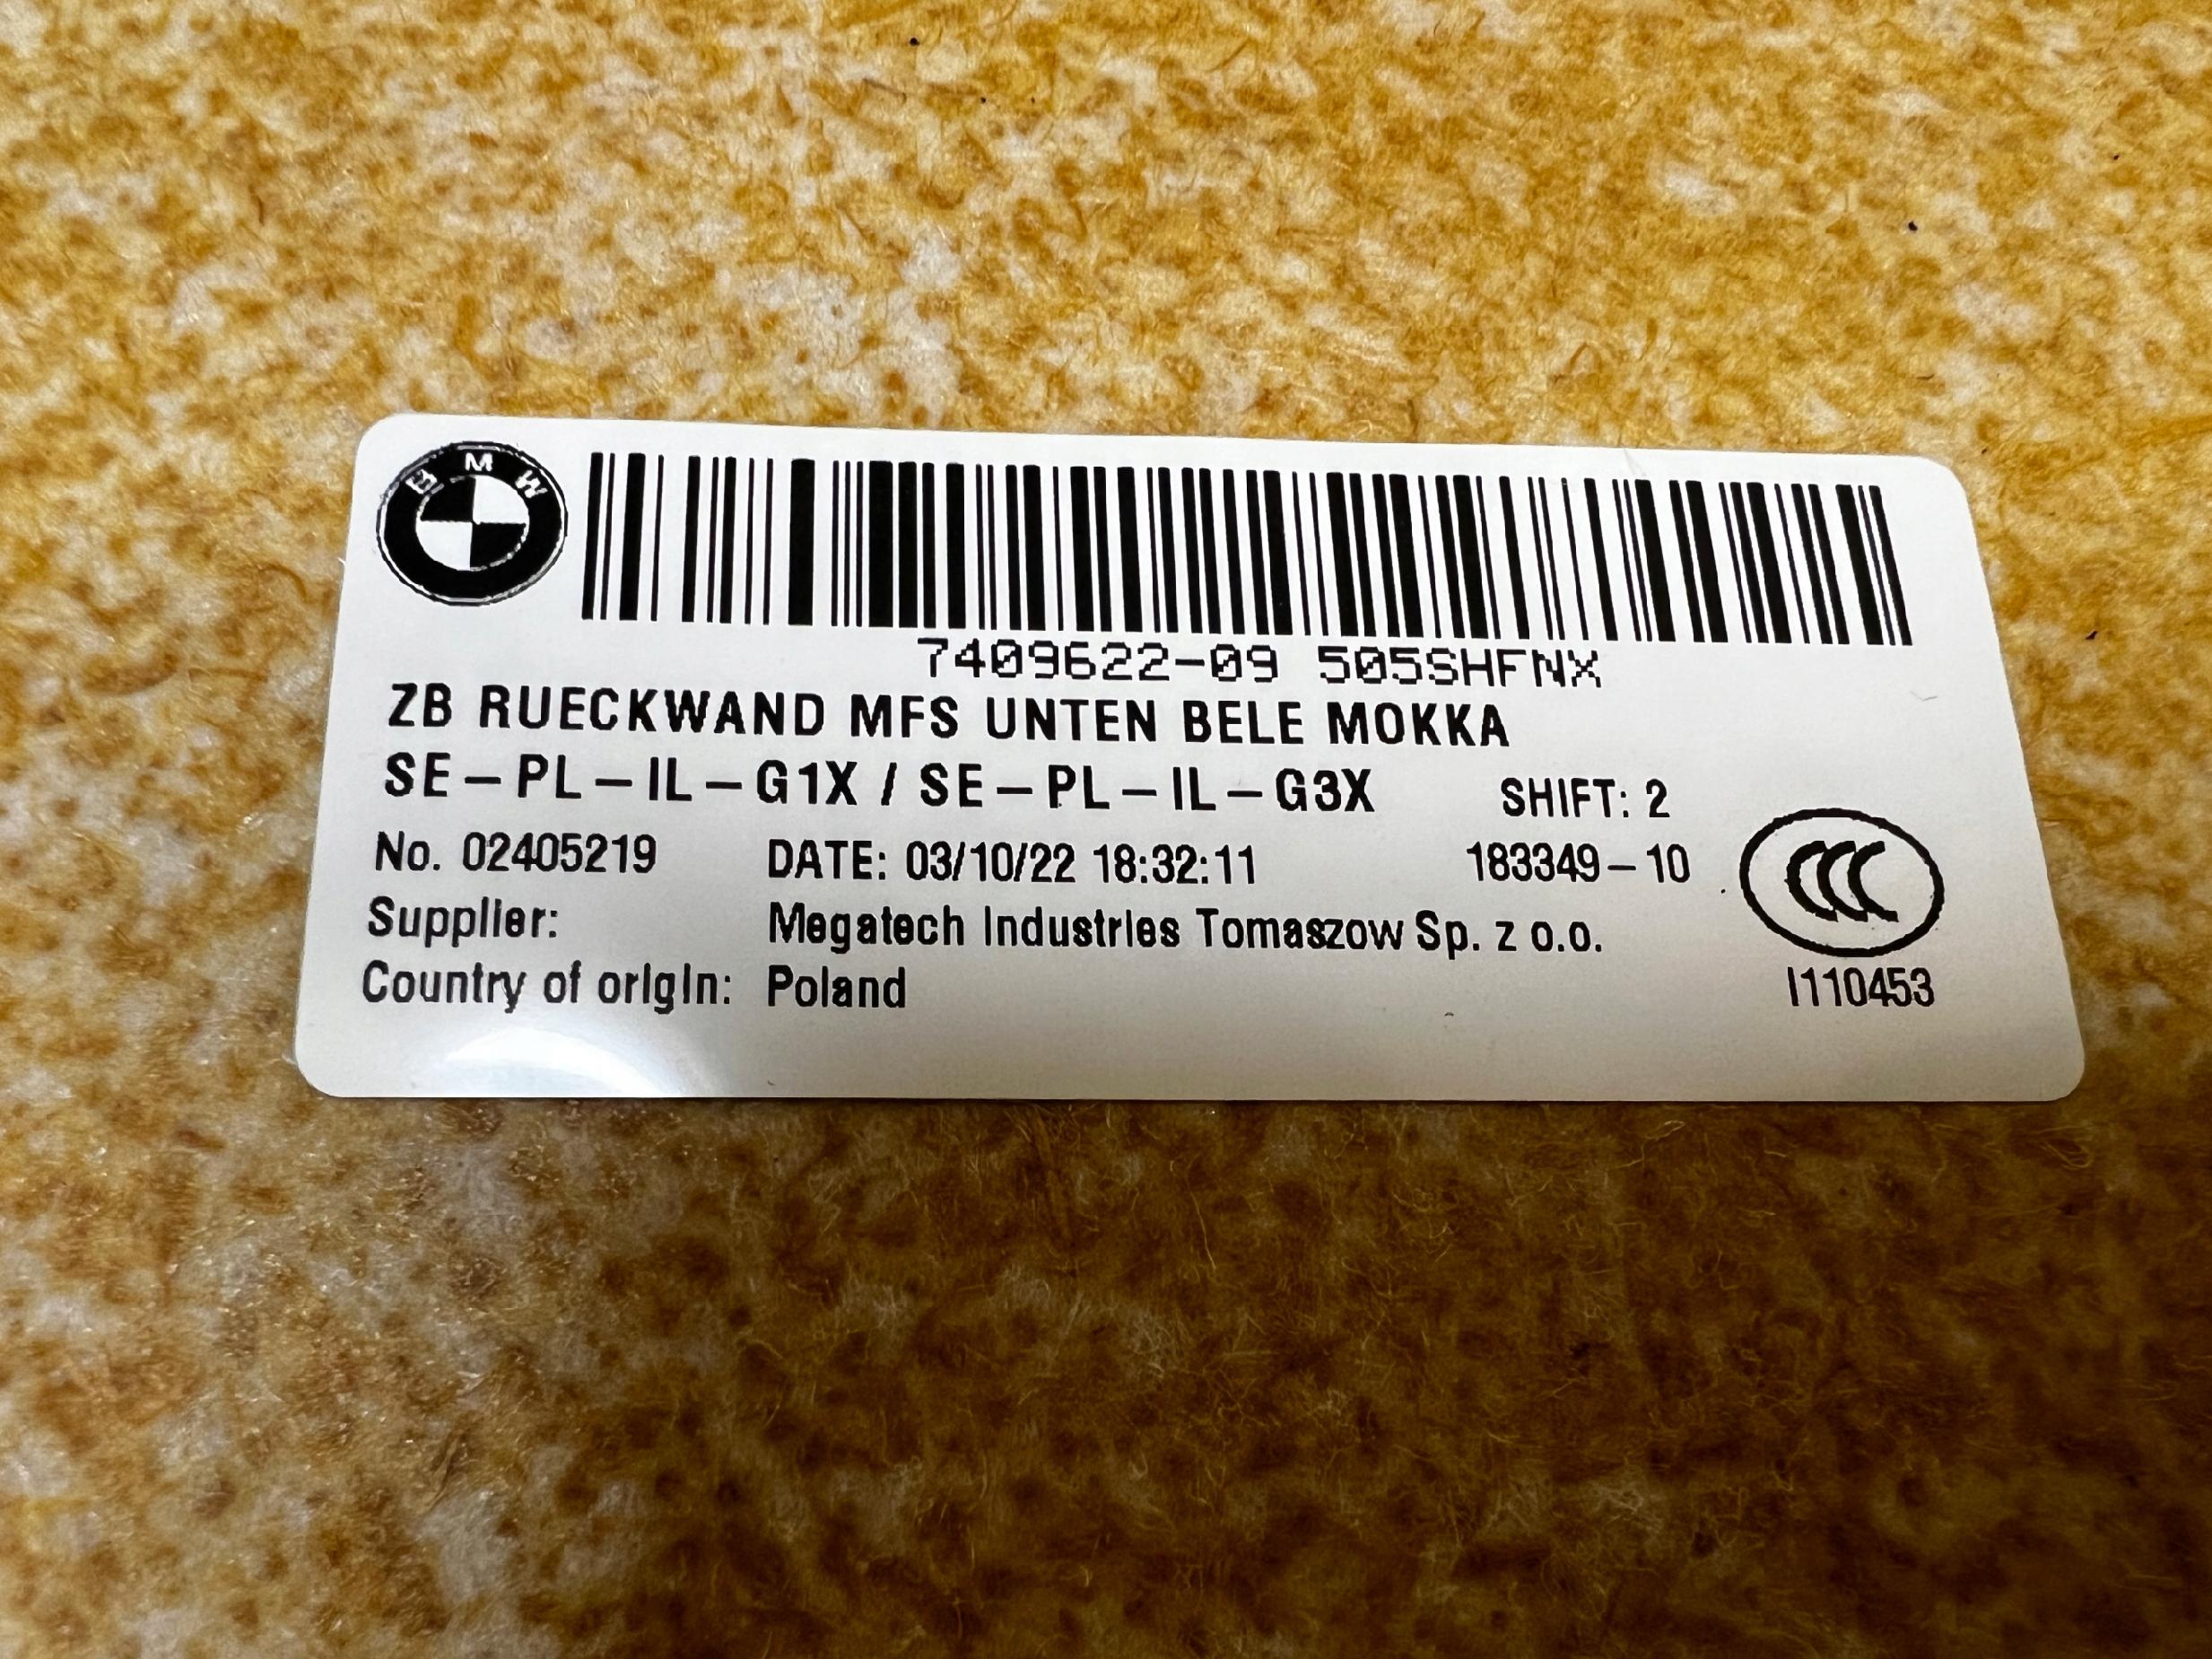 BMW
7409622-09 505SHFNX
ZB RUECKWAND MFS UNTEN BELE MOKKA
SE-PL-IL-G1X / SE-PL-IL-G3X SHIFT: 2
No. 02405219 DATE: 03/10/22 18:32:11 183349-10
CCC
Supplier: Megatech Industries Tomaszow Sp. z o.o.
Country of origin: Poland I110453